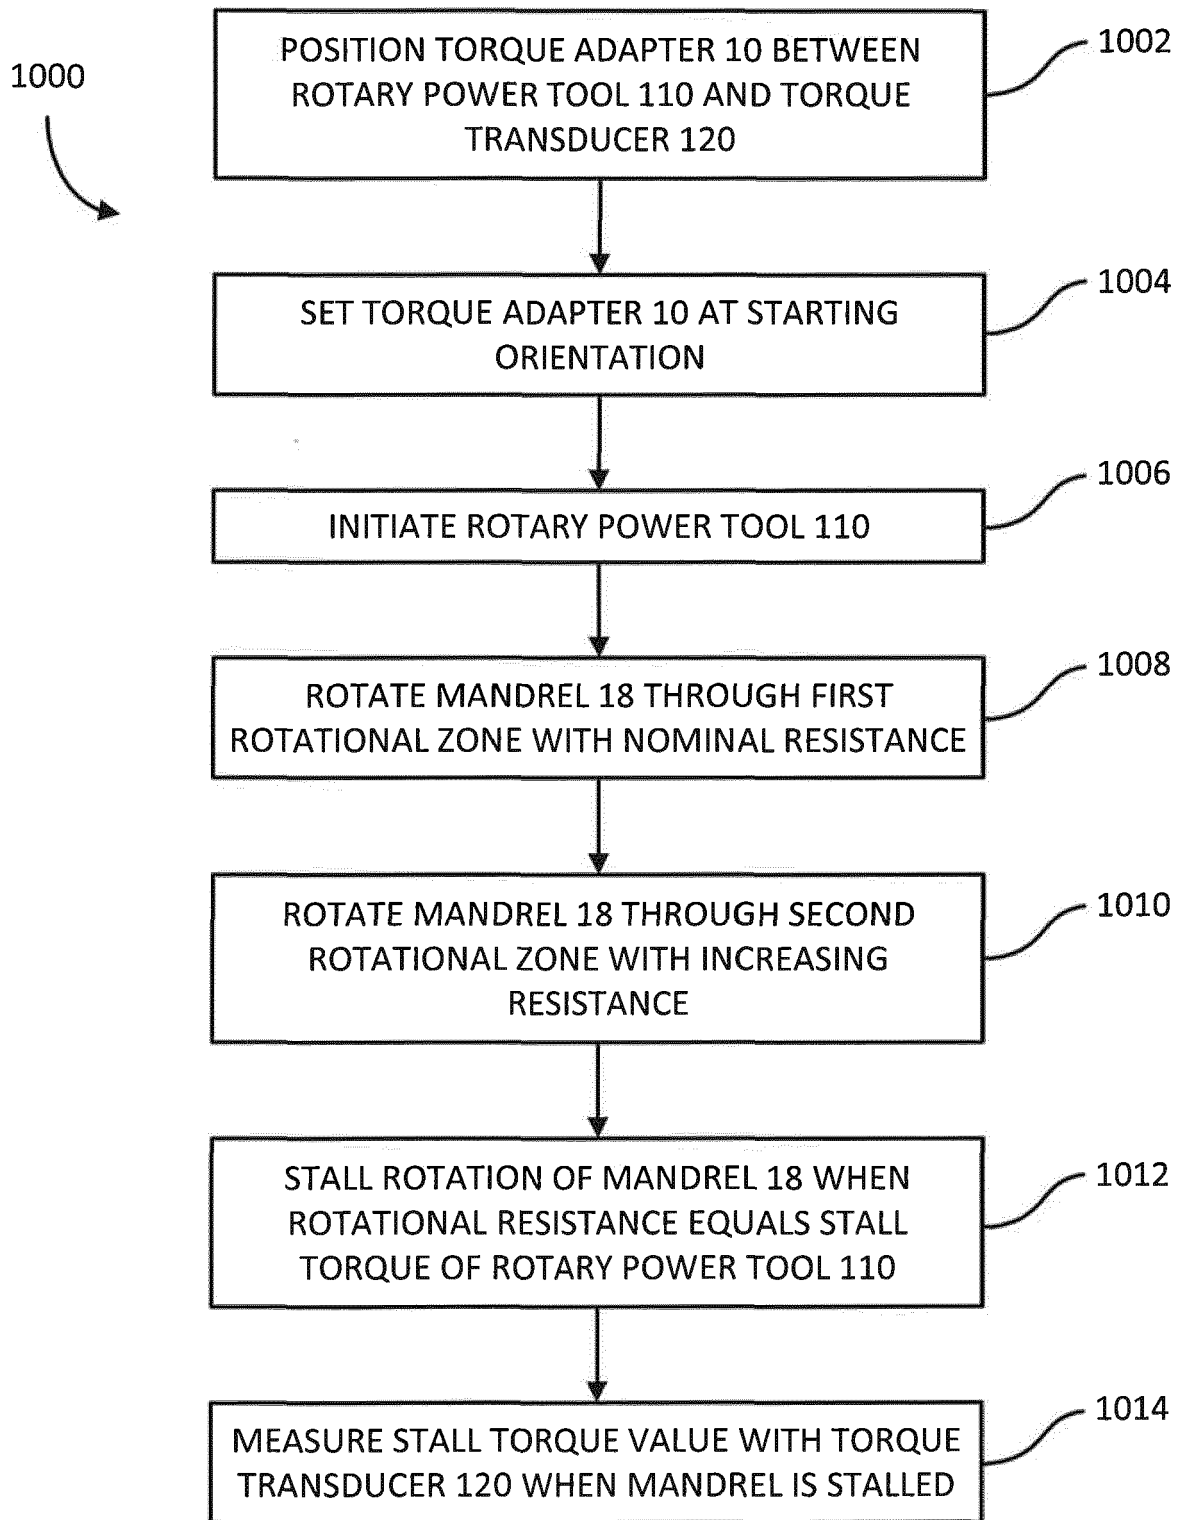 1000
POSITION TORQUE ADAPTER 10 BETWEEN
ROTARY POWER TOOL 110 AND TORQUE
TRANSDUCER 120
1002
SET TORQUE ADAPTER 10 AT STARTING
ORIENTATION
1004
INITIATE ROTARY POWER TOOL 110
1006
ROTATE MANDREL 18 THROUGH FIRST
ROTATIONAL ZONE WITH NOMINAL RESISTANCE
1008
ROTATE MANDREL 18 THROUGH SECOND
ROTATIONAL ZONE WITH INCREASING
RESISTANCE
1010
STALL ROTATION OF MANDREL 18 WHEN
ROTATIONAL RESISTANCE EQUALS STALL
TORQUE OF ROTARY POWER TOOL 110
1012
MEASURE STALL TORQUE VALUE WITH TORQUE
TRANSDUCER 120 WHEN MANDREL IS STALLED
1014